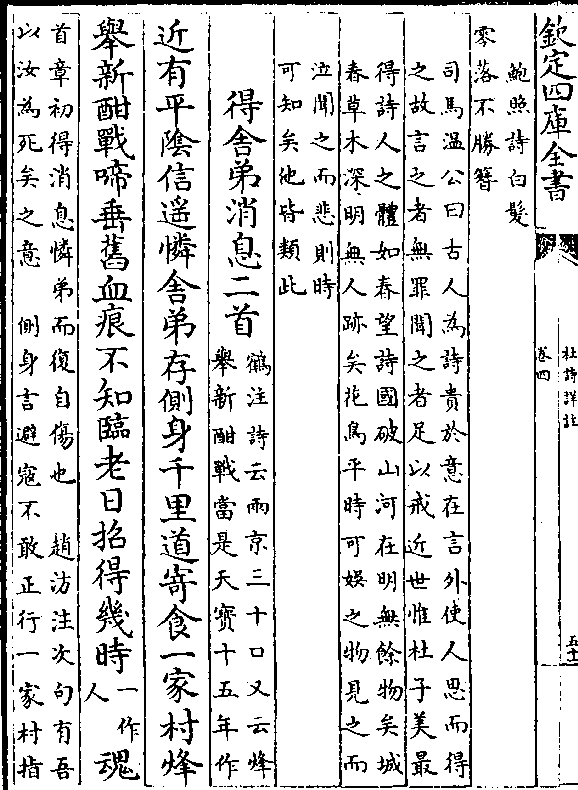 欽定四庫全書
杜詩詳註
卷四
五十
鮑照詩白髮
零落不勝簪
司馬温公曰古人為詩貴於意在言外使人思而得
之故言之者無罪聞之者足以戒近世惟杜子美最
得詩人之體如春望詩國破山河在明無餘物矣城
春草木深明無人跡矣花鳥平時可娛之物見之而
泣聞之而悲則時
可知矣他皆類此
得舍弟消息二首
鶴注詩云兩京三十口又云烽
舉新酣戰當是天寳十五年作
近有平陰信遥憐舍弟存側身千里道寄食一家村烽
舉新酣戰啼垂舊血痕不知臨老日招得幾時
一作
人
魂
首章初得消息憐弟而復自傷也 趙汸注次句有吾
以汝為死矣之意 側身言避寇不敢正行一家村指